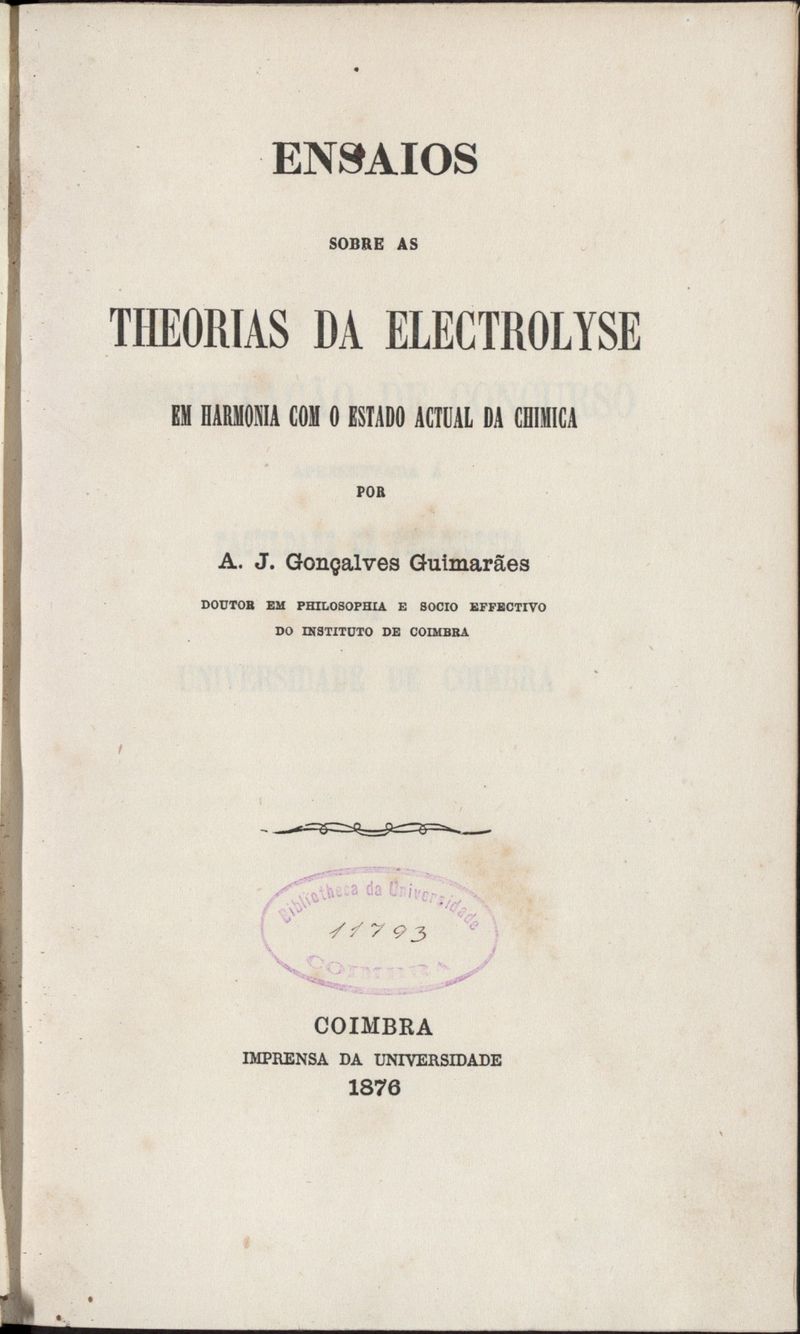 ENSAIOS
SOBRE AS
THEORIAS DA ELECTROLYSE
EM HARMONIA COM O ESTADO ACTUAL DA CHIMICA
POR
A. J. Gonçalves Guimarães
DOUTOR EM PHILOSOPHIA E SOCIO EFFECTIVO
DO INSTITUTO DE COIMBRA
Bibliotheca da Universidade
11793
COIMBRA
COIMBRA
IMPRENSA DA UNIVERSIDADE
1876